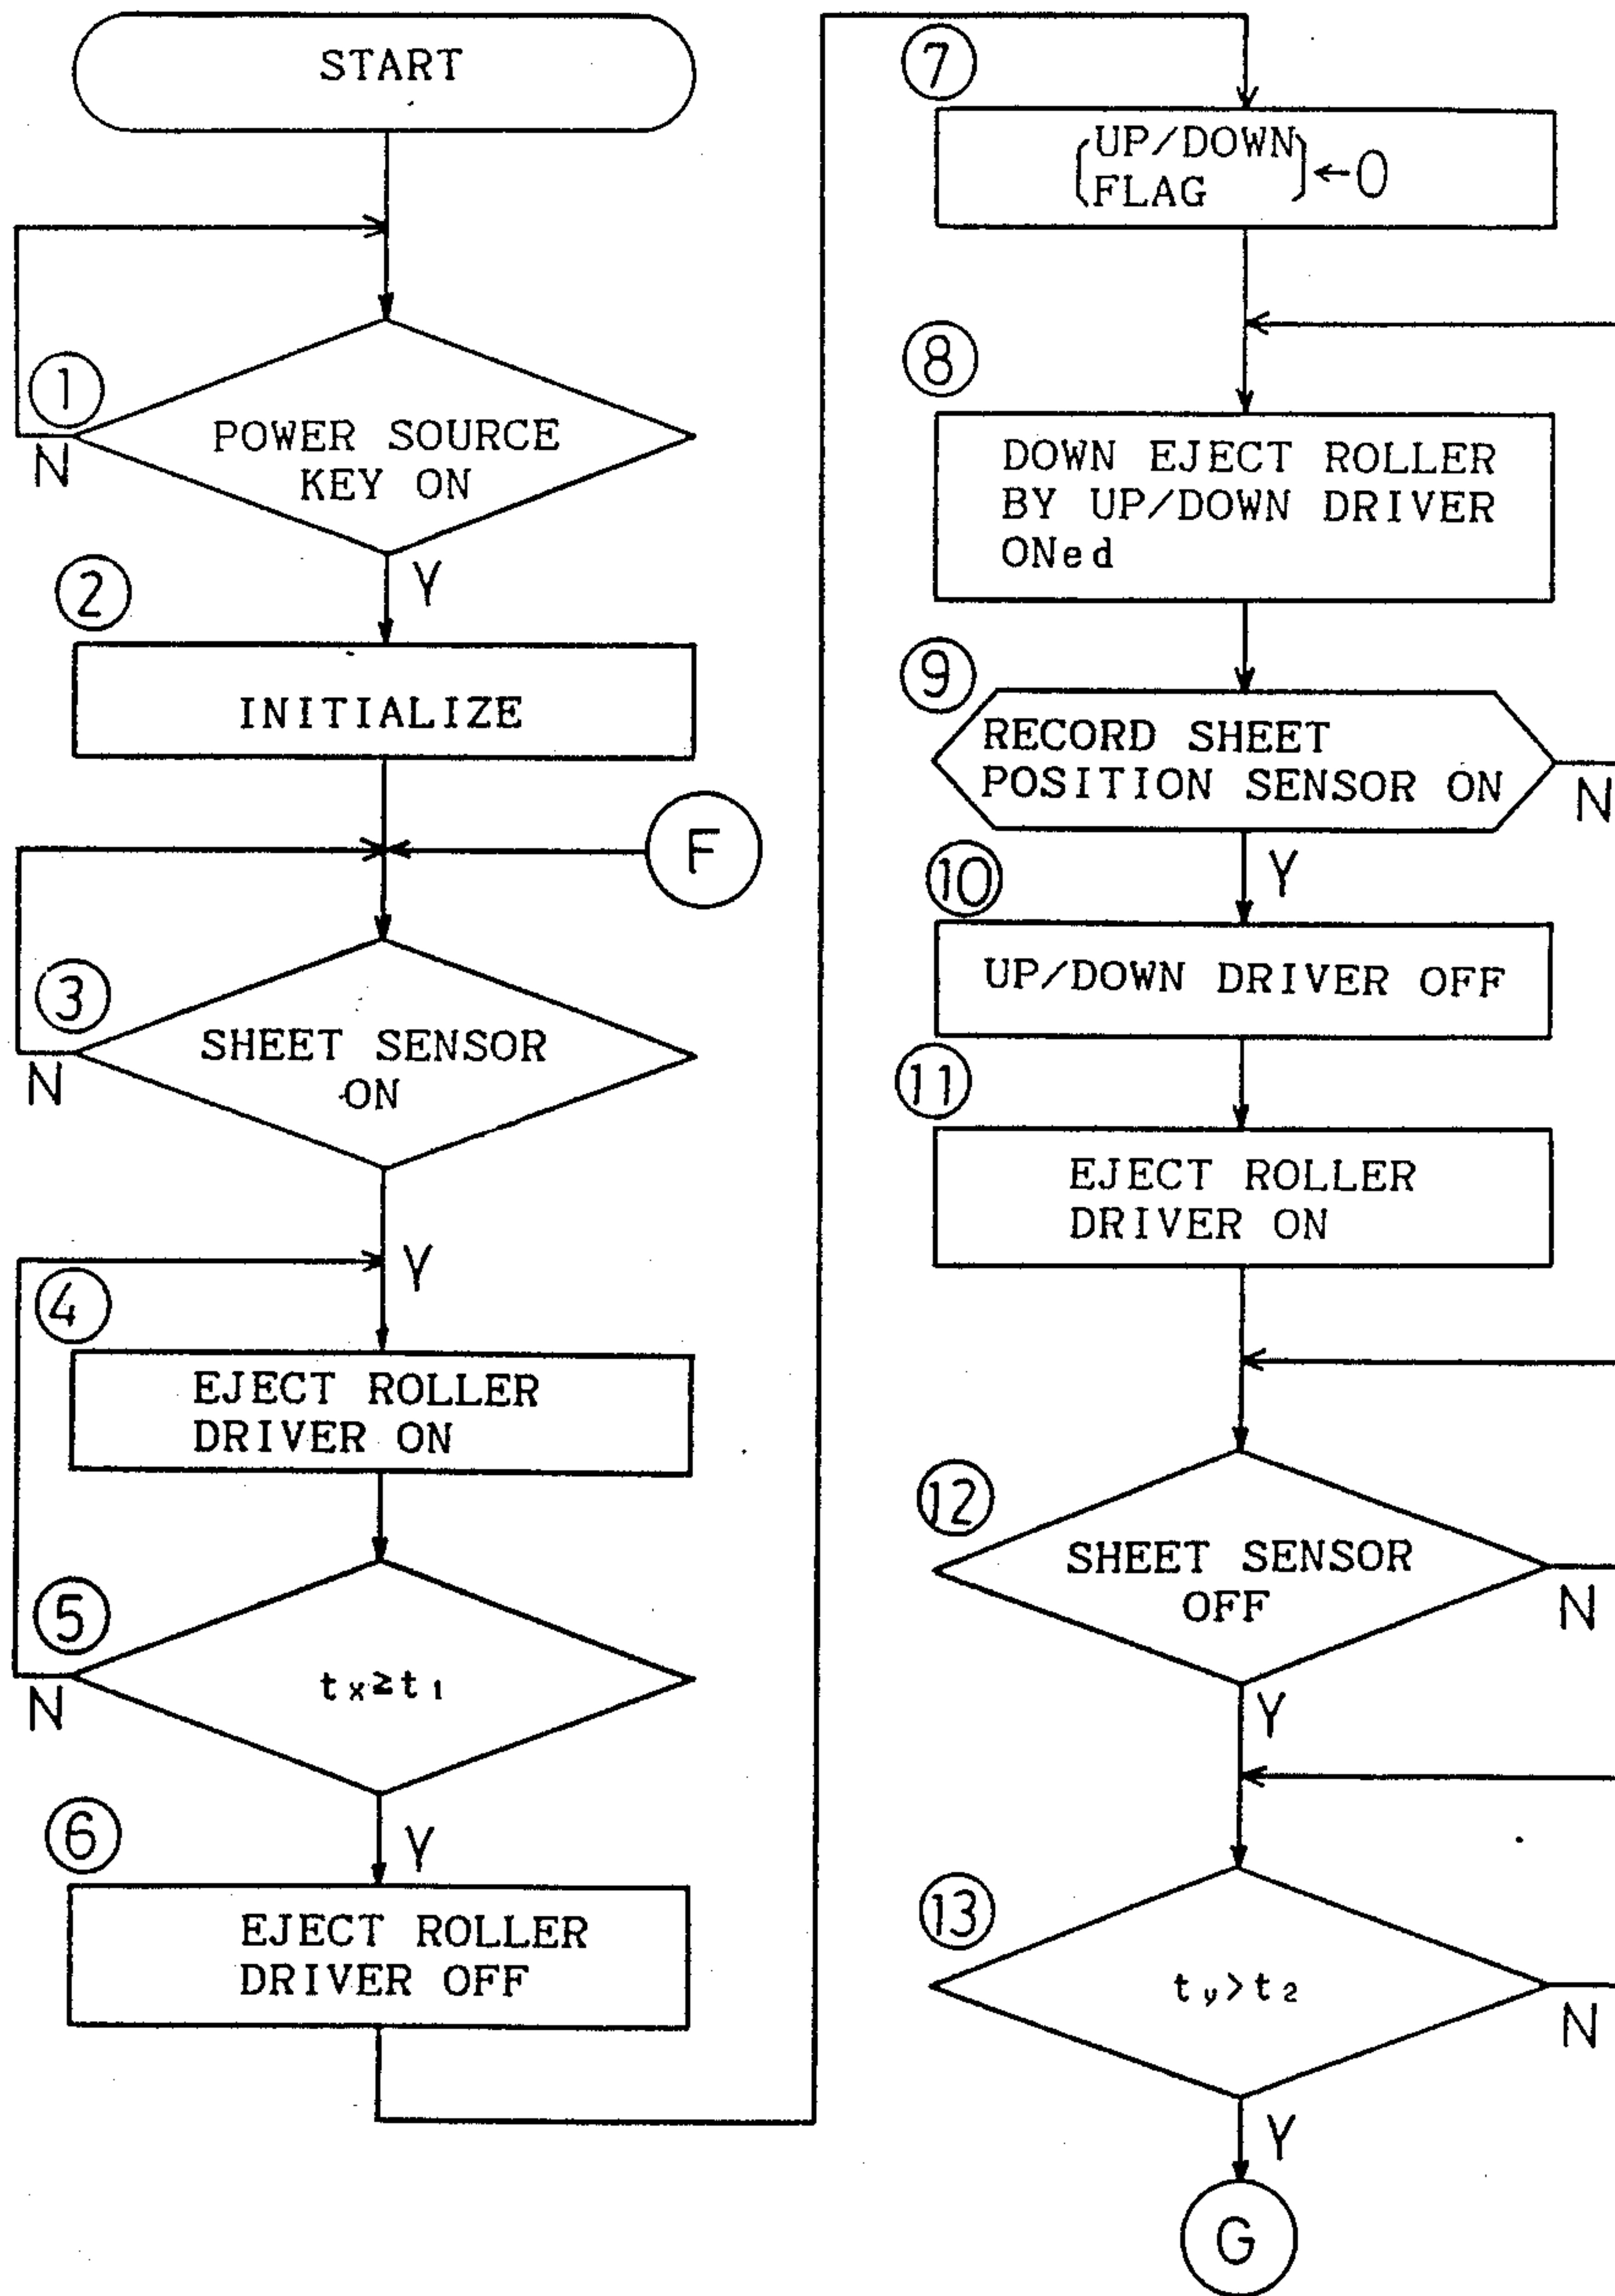 START
①
POWER SOURCE
KEY ON
N
Y
②
INITIALIZE
F
③
SHEET SENSOR
ON
N
Y
④
EJECT ROLLER
DRIVER ON
⑤
tx≥t1
N
Y
⑥
EJECT ROLLER
DRIVER OFF
⑦
{UP/DOWN
FLAG}←0
⑧
DOWN EJECT ROLLER
BY UP/DOWN DRIVER
ONed
⑨
RECORD SHEET
POSITION SENSOR ON
N
Y
⑩
UP/DOWN DRIVER OFF
⑪
EJECT ROLLER
DRIVER ON
⑫
SHEET SENSOR
OFF
N
Y
⑬
ty>t2
N
Y
G